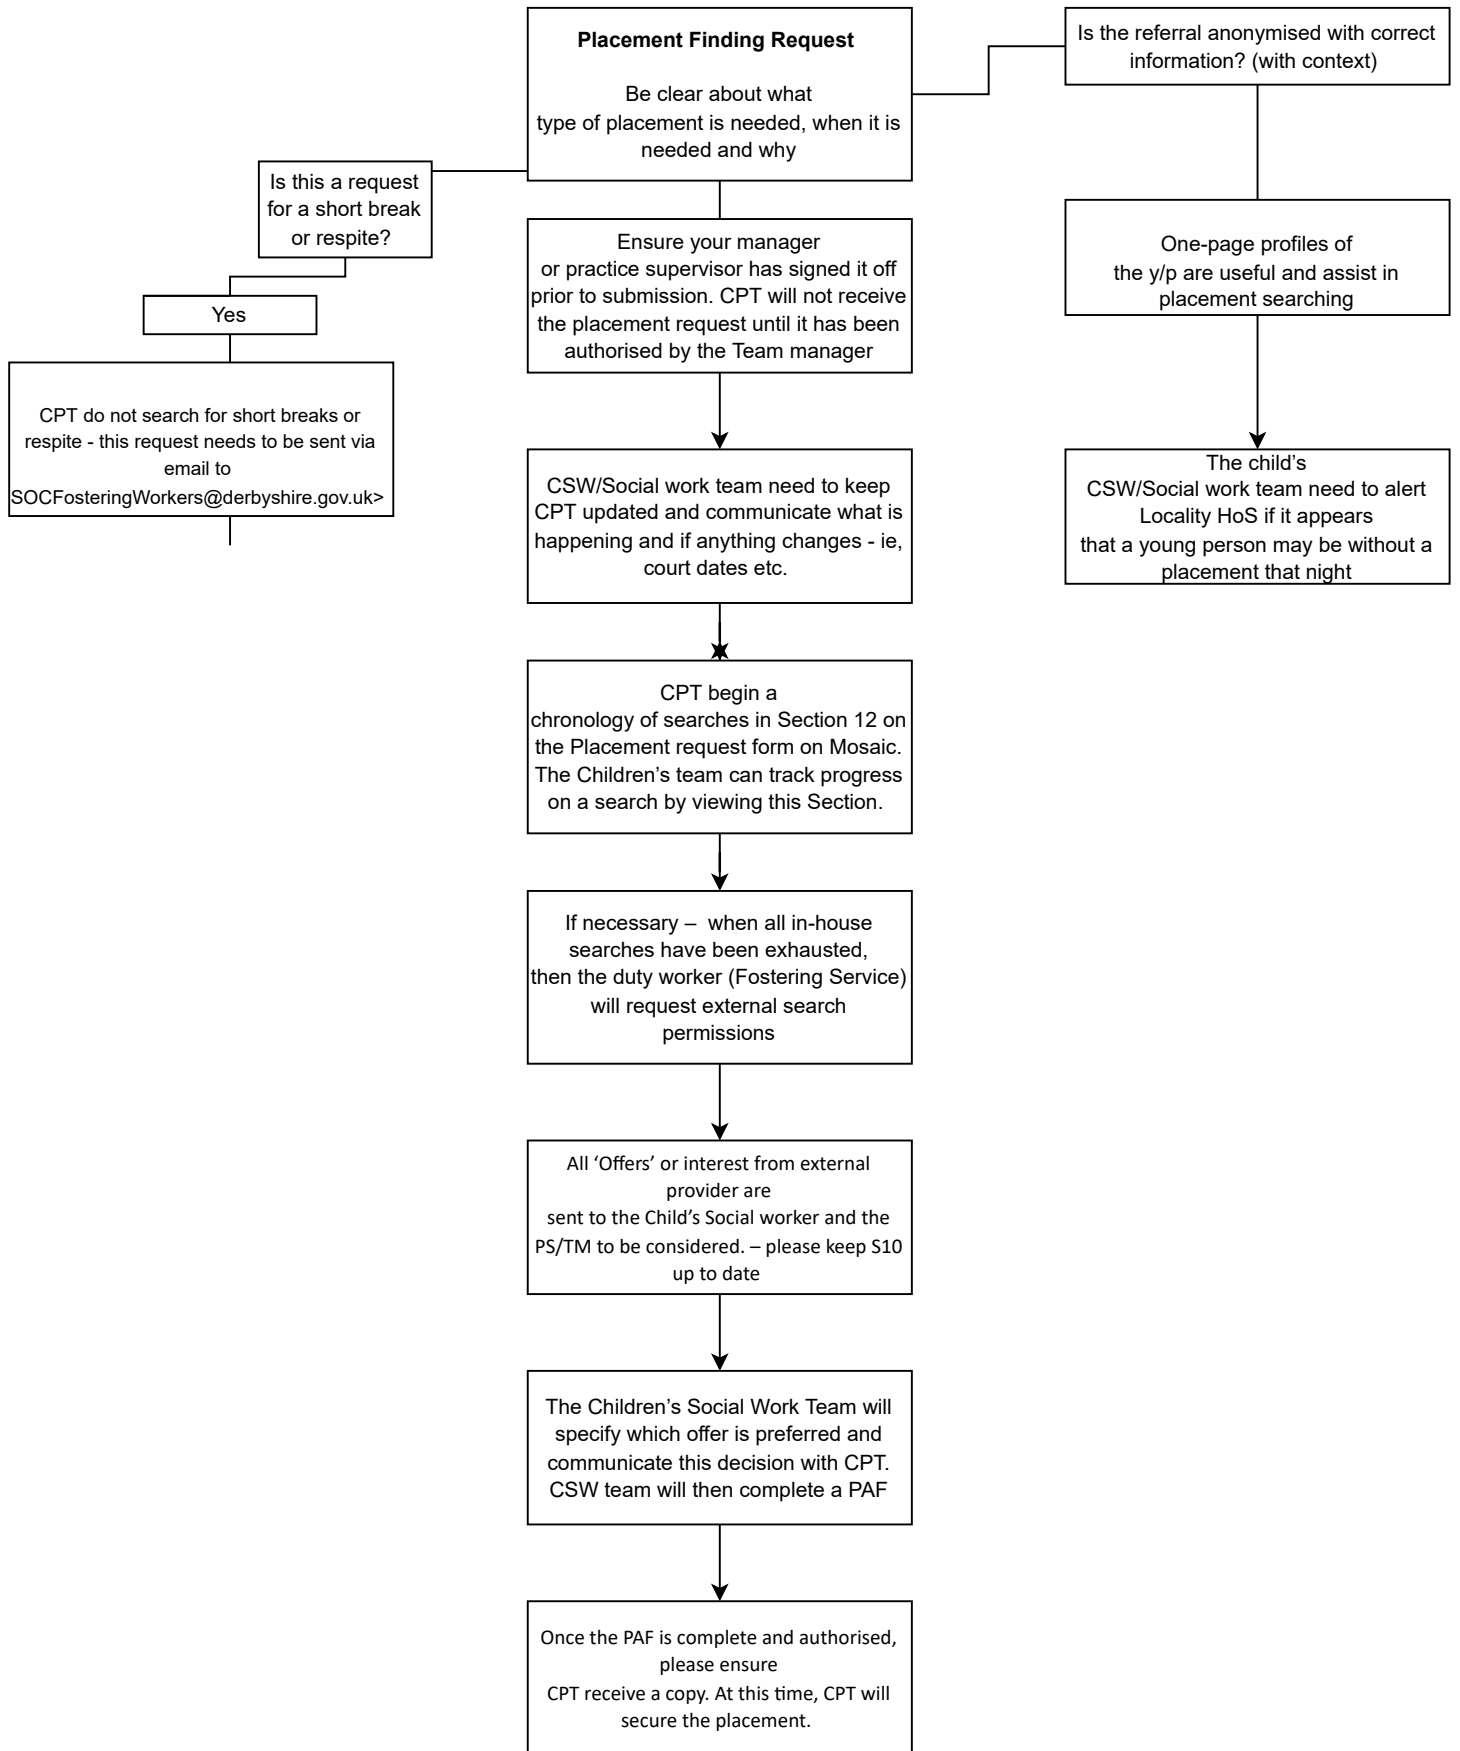 Placement Finding Request
Be clear about what
type of placement is needed, when it is
needed and why
Is the referral anonymised with correct
information? (with context)
Is this a request
for a short break
or respite?
Yes
CPT do not search for short breaks or
respite - this request needs to be sent via
email to
SOCFosteringWorkers@derbyshire.gov.uk>
Ensure your manager
or practice supervisor has signed it off
prior to submission. CPT will not receive
the placement request until it has been
authorised by the Team manager
One-page profiles of
the y/p are useful and assist in
placement searching
The child’s
CSW/Social work team need to alert
Locality HoS if it appears
that a young person may be without a
placement that night
CSW/Social work team need to keep
CPT updated and communicate what is
happening and if anything changes - ie,
court dates etc.
CPT begin a
chronology of searches in Section 12 on
the Placement request form on Mosaic.
The Children’s team can track progress
on a search by viewing this Section.
If necessary – when all in-house
searches have been exhausted,
then the duty worker (Fostering Service)
will request external search
permissions
All ‘Offers’ or interest from external
provider are
sent to the Child’s Social worker and the
PS/TM to be considered. – please keep S10
up to date
The Children’s Social Work Team will
specify which offer is preferred and
communicate this decision with CPT.
CSW team will then complete a PAF
Once the PAF is complete and authorised,
please ensure
CPT receive a copy. At this time, CPT will
secure the placement.